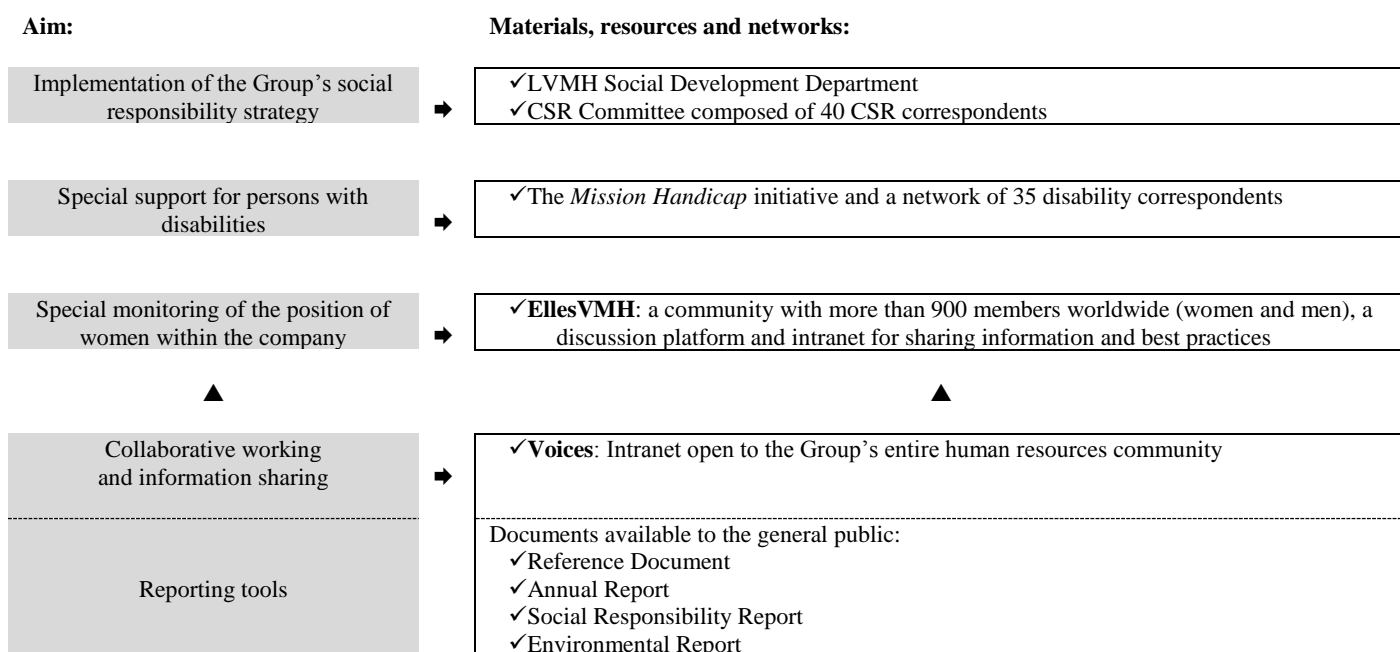 Aim:
Materials, resources and networks:
Implementation of the Group’s social
responsibility strategy
✓LVMH Social Development Department
✓CSR Committee composed of 40 CSR correspondents
Special support for persons with
disabilities
✓The Mission Handicap initiative and a network of 35 disability correspondents
Special monitoring of the position of
women within the company
✓EllesVMH: a community with more than 900 members worldwide (women and men), a
discussion platform and intranet for sharing information and best practices
Collaborative working
and information sharing
✓Voices: Intranet open to the Group’s entire human resources community
Reporting tools
Documents available to the general public:
✓Reference Document
✓Annual Report
✓Social Responsibility Report
✓Environmental Report